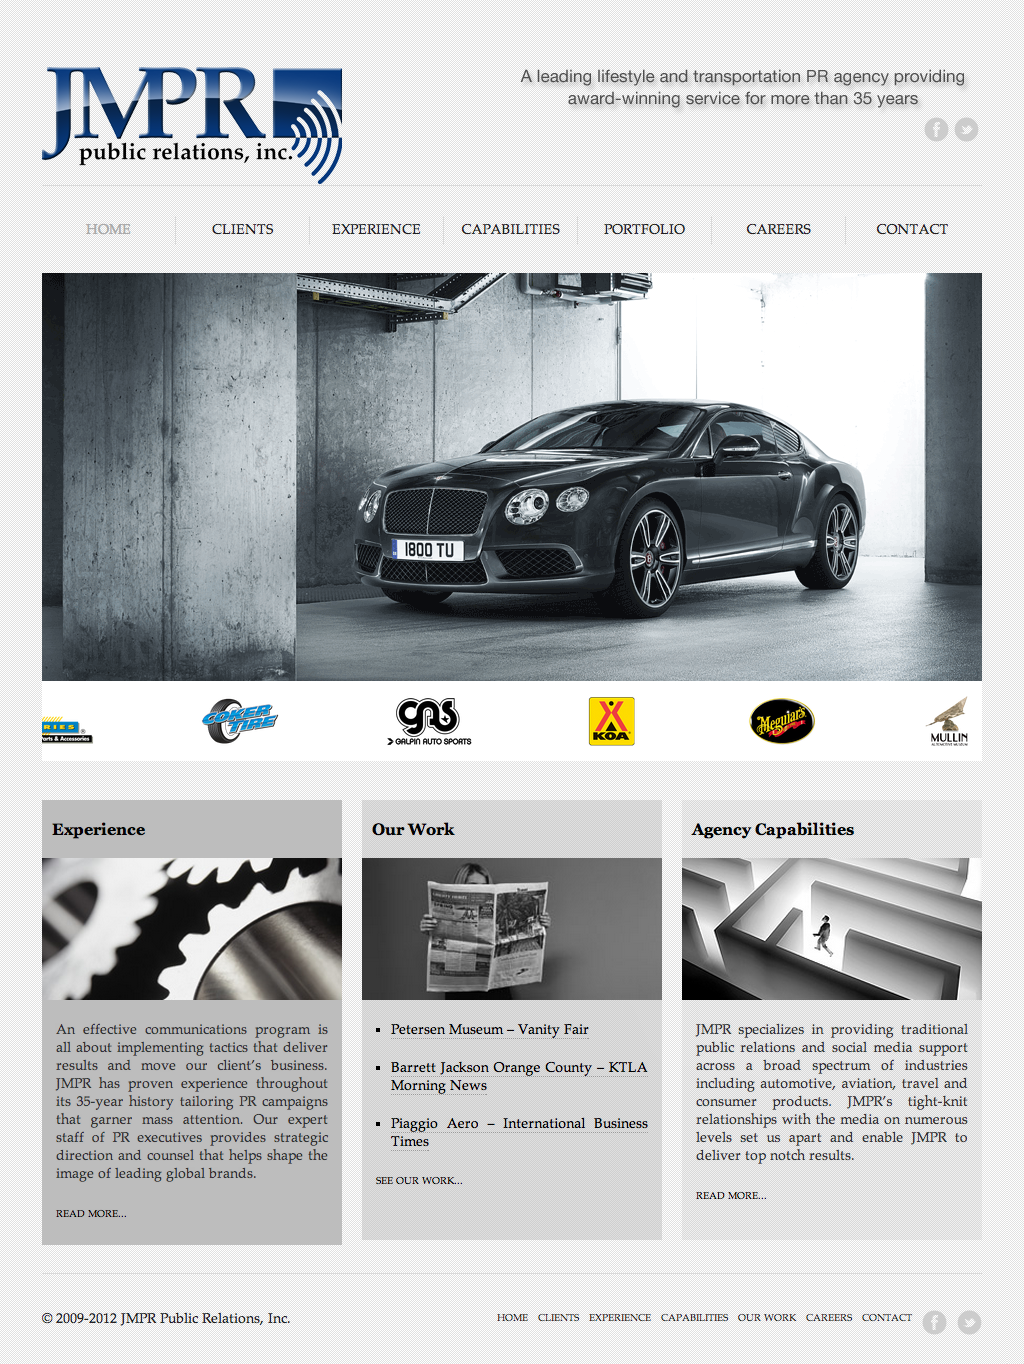 JMPR
public relations, inc.
A leading lifestyle and transportation PR agency providing
award-winning service for more than 35 years
HOME
CLIENTS
EXPERIENCE
CAPABILITIES
PORTFOLIO
CAREERS
CONTACT
1800 TU
RIES
Parts & Accessories
COKER
TIRE
gas
GALPIN AUTO SPORTS
KOA
Meguiar's
MULLIN
AUTOMOTIVE MUSEUM
Experience
An effective communications program is
all about implementing tactics that deliver
results and move our client's business.
JMPR has proven experience throughout
its 35-year history tailoring PR campaigns
that garner mass attention. Our expert
staff of PR executives provides strategic
direction and counsel that helps shape the
image of leading global brands.
READ MORE...
Our Work
Petersen Museum – Vanity Fair
Barrett Jackson Orange County – KTLA
Morning News
Piaggio Aero – International Business
Times
SEE OUR WORK...
Agency Capabilities
JMPR specializes in providing traditional
public relations and social media support
across a broad spectrum of industries
including automotive, aviation, travel and
consumer products. JMPR's tight-knit
relationships with the media on numerous
levels set us apart and enable JMPR to
deliver top notch results.
READ MORE...
© 2009-2012 JMPR Public Relations, Inc.
HOME CLIENTS EXPERIENCE CAPABILITIES OUR WORK CAREERS CONTACT